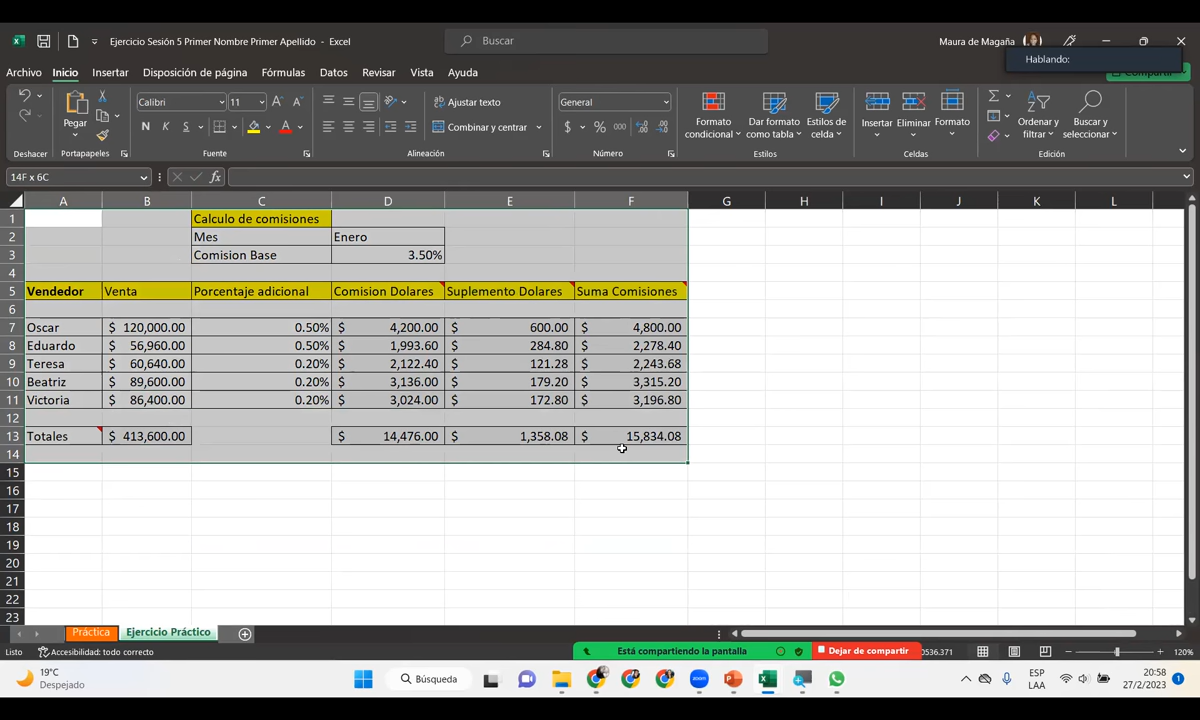 Ejercicio Sesión 5 Primer Nombre Primer Apellido - Excel
Buscar
Maura de Magaña
Hablando:
Archivo Inicio Insertar Disposición de página Fórmulas Datos Revisar Vista Ayuda
Compartir
Calibri 11 Ajustar texto General
Pegar N K S Combinar y centrar $ % 000
Formato condicional Dar formato como tabla Estilos de celda Insertar Eliminar Formato Ordenar y filtrar Buscar y seleccionar
Deshacer Portapapeles Fuente Alineación Número Estilos Celdas Edición
14F x 6C fx
A B C D E F G H I J K L
1 Calculo de comisiones
2 Mes Enero
3 Comision Base 3.50%
4
5 Vendedor Venta Porcentaje adicional Comision Dolares Suplemento Dolares Suma Comisiones
6
7 Oscar $ 120,000.00 0.50% $ 4,200.00 $ 600.00 $ 4,800.00
8 Eduardo $ 56,960.00 0.50% $ 1,993.60 $ 284.80 $ 2,278.40
9 Teresa $ 60,640.00 0.20% $ 2,122.40 $ 121.28 $ 2,243.68
10 Beatriz $ 89,600.00 0.20% $ 3,136.00 $ 179.20 $ 3,315.20
11 Victoria $ 86,400.00 0.20% $ 3,024.00 $ 172.80 $ 3,196.80
12
13 Totales $ 413,600.00 $ 14,476.00 $ 1,358.08 $ 15,834.08
14
15
16
17
18
19
20
21
22
23
Práctica Ejercicio Práctico
Listo Accesibilidad: todo correcto Está compartiendo la pantalla Dejar de compartir 0536.371 120%
19°C
Despejado
Búsqueda
zoom
ESP
LAA
20:58
27/2/2023
1